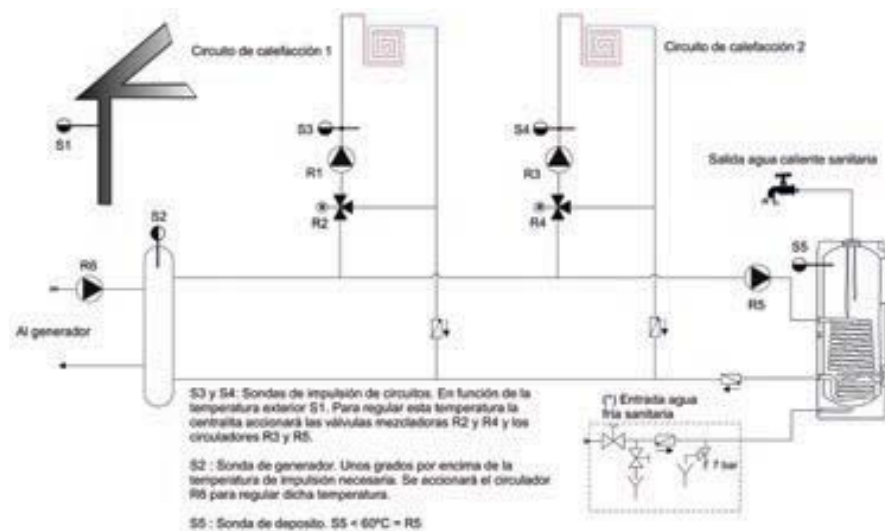 Circuito de calefacción 1
Circuito de calefacción 2
S1
S3
S4
R1
R3
Salida agua caliente sanitaria
S2
R2
R4
S5
R6
R5
Al generador
S3 y S4: Sondas de impulsión de circuitos. En función de la
temperatura exterior S1. Para regular esta temperatura la
centralita accionará las válvulas mezcladoras R2 y R4 y los
circuladores R3 y R5.
(*) Entrada agua
fría sanitaria
7 bar
S2 : Sonda de generador. Unos grados por encima de la
temperatura de impulsión necesaria. Se accionará el circulador
R6 para regular dicha temperatura.
S5 : Sonda de deposito. S5 < 60ºC = R5